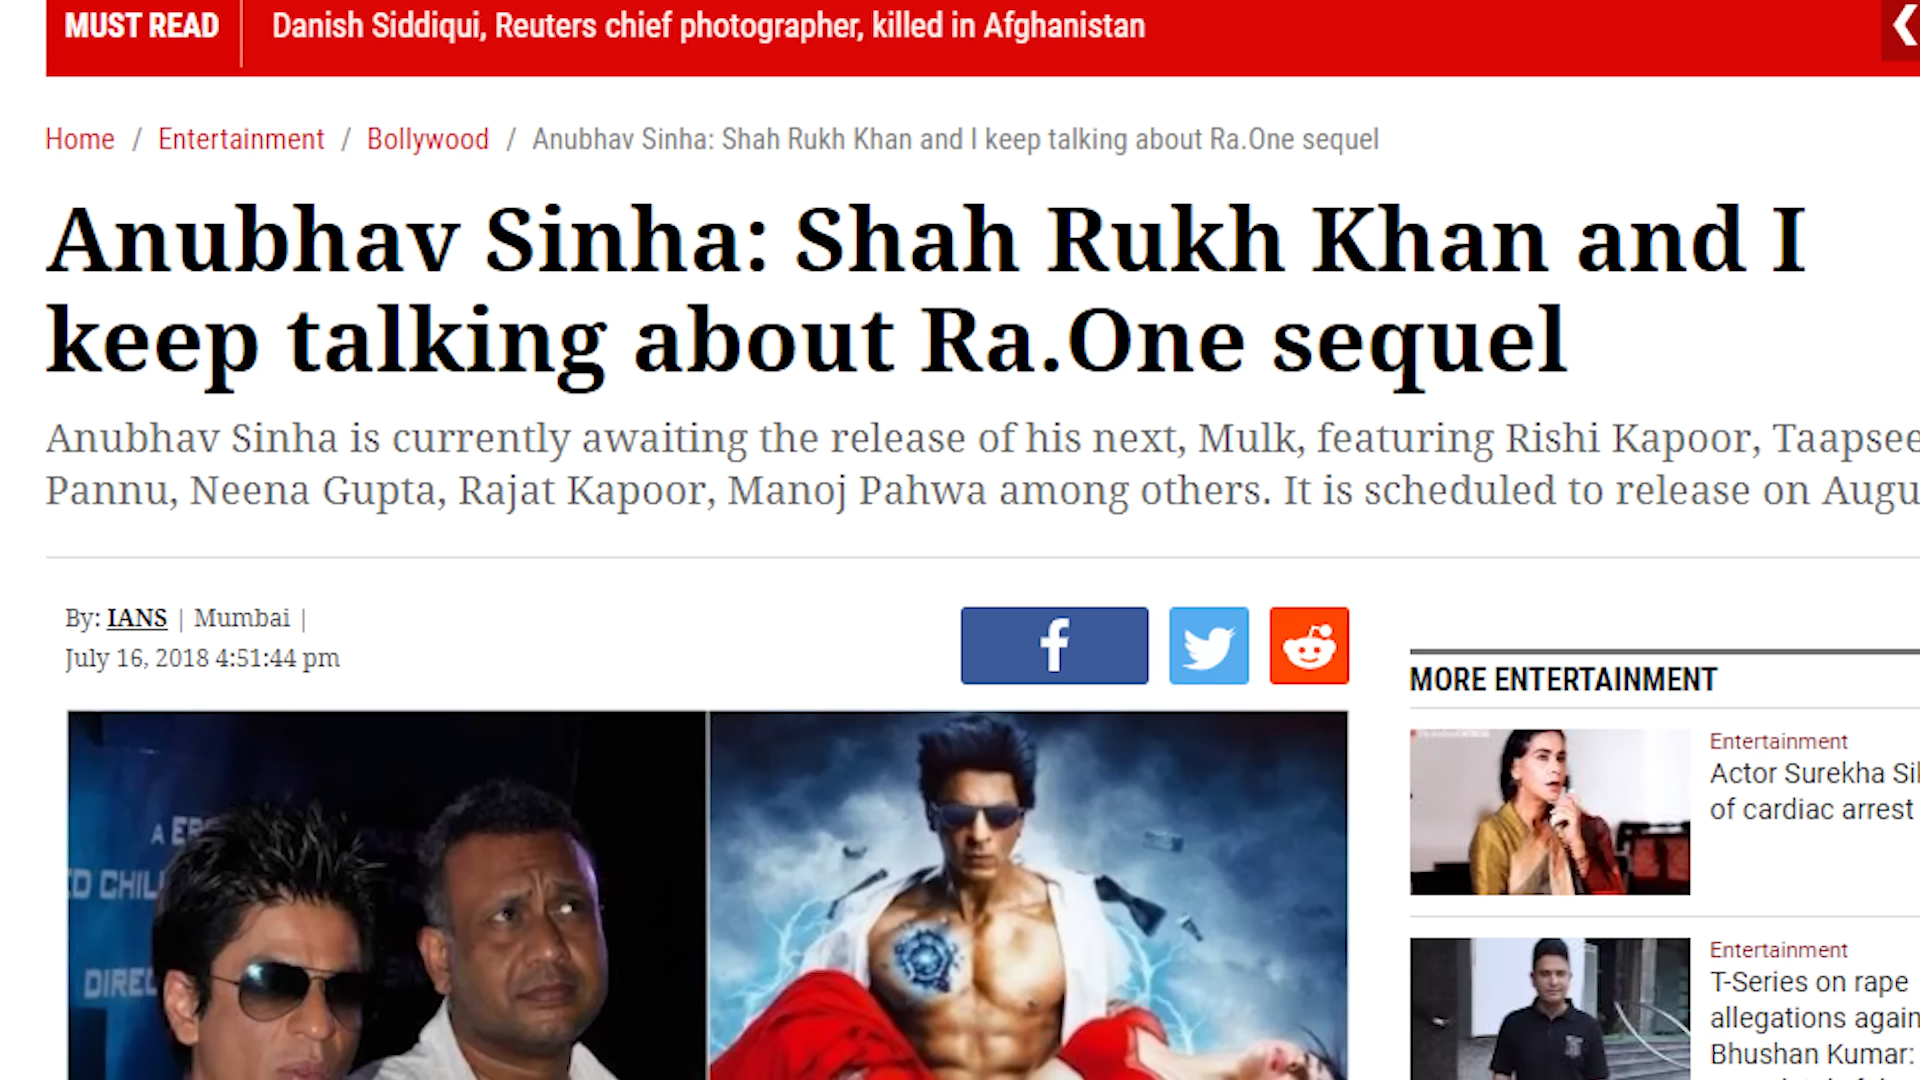 MUST READ
Danish Siddiqui, Reuters chief photographer, killed in Afghanistan
Home / Entertainment / Bollywood / Anubhav Sinha: Shah Rukh Khan and I keep talking about Ra.One sequel
Anubhav Sinha: Shah Rukh Khan and I
keep talking about Ra.One sequel
Anubhav Sinha is currently awaiting the release of his next, Mulk, featuring Rishi Kapoor, Taapsee
Pannu, Neena Gupta, Rajat Kapoor, Manoj Pahwa among others. It is scheduled to release on Augu
By: IANS | Mumbai |
July 16, 2018 4:51:44 pm
A
DIREC
MORE ENTERTAINMENT
Entertainment
Actor Surekha Si
of cardiac arrest
Entertainment
T-Series on rape
allegations again
Bhushan Kumar: